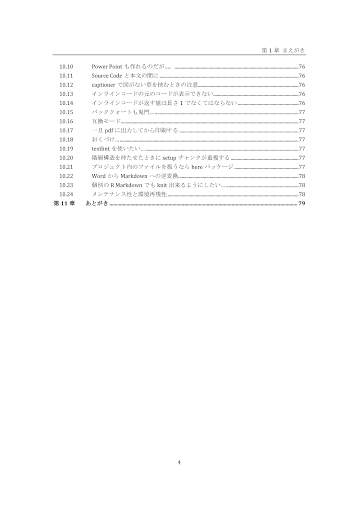 第 1 章 まえがき
10.10 Power Point も作れるのだが…。 76
10.11 Source Code と本文の間に 76
10.12 captioner で図がない章を挟むときの注意 76
10.13 インラインコードの元のコードが表示できない 76
10.14 インラインコードが返す値は長さ 1 でなくてはならない 76
10.15 バッククォートも鬼門 77
10.16 互換モード 77
10.17 一旦 pdf に出力してから印刷する 77
10.18 おくづけ 77
10.19 textlint を使いたい 77
10.20 階層構造を持たせたときに setup チャンクが重複する 77
10.21 プロジェクト内のファイルを扱うなら here パッケージ 77
10.22 Word から Markdown への逆変換 78
10.23 個別の R Markdown でも knit 出来るようにしたい 78
10.24 メンテナンス性と環境再現性 78
第 11 章 あとがき 79
4